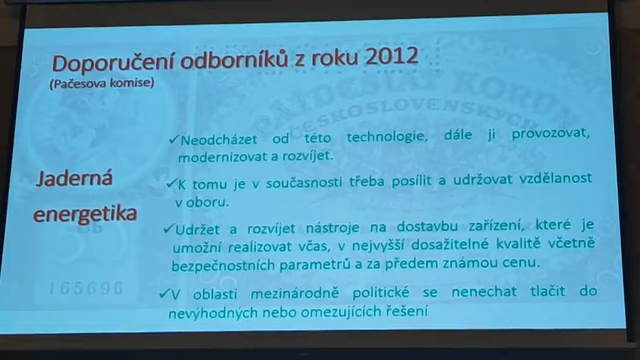 Doporučení odborníků z roku 2012
(Pačesova komise)
Jaderná
energetika
✓Neodcházet od této technologie, dále ji provozovat,
modernizovat a rozvíjet.
✓K tomu je v současnosti třeba posílit a udržovat vzdělanost
v oboru.
✓Udržet a rozvíjet nástroje na dostavbu zařízení, které je
umožní realizovat včas, v nejvyšší dosažitelné kvalitě včetně
bezpečnostních parametrů a za předem známou cenu.
✓V oblasti mezinárodně politické se nenechat tlačit do
nevýhodných nebo omezujících řešení
KORUN
ČESKOSLOVENSKÝCH
165696